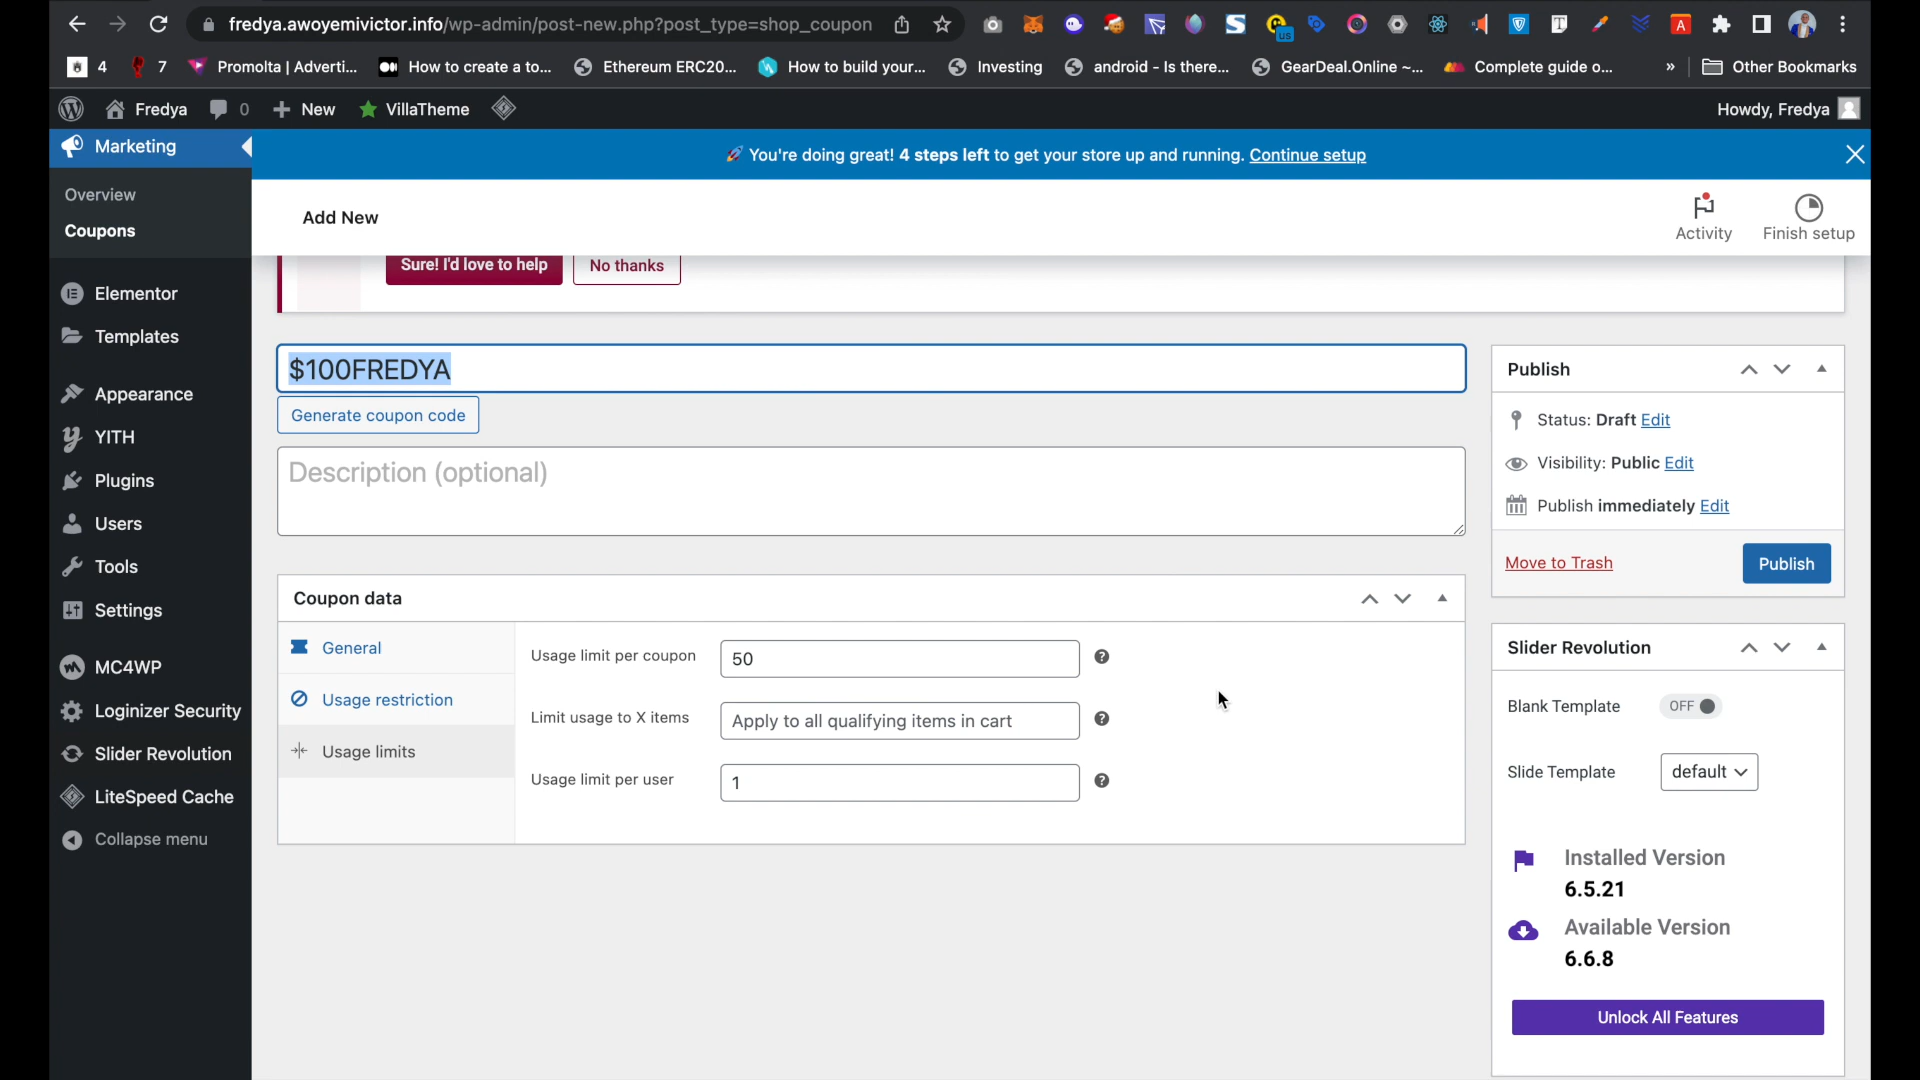 fredya.awoyemivictor.info/wp-admin/post-new.php?post_type=shop_coupon
us
A
4
7
Promolta | Adverti...
How to create a to...
Ethereum ERC20...
How to build your...
Investing
android - Is there...
GearDeal.Online ~...
Complete guide o...
»
Other Bookmarks
Fredya
0
New
VillaTheme
Howdy, Fredya
Marketing
🚀 You're doing great! 4 steps left to get your store up and running. Continue setup
Overview
Coupons
Add New
Activity
Finish setup
Sure! I'd love to help
No thanks
Elementor
Templates
Appearance
YITH
Plugins
Users
Tools
Settings
MC4WP
Loginizer Security
Slider Revolution
LiteSpeed Cache
Collapse menu
$100FREDYA
Generate coupon code
Description (optional)
Coupon data
General
Usage restriction
Usage limits
Usage limit per coupon
50
Limit usage to X items
Apply to all qualifying items in cart
Usage limit per user
1
Publish
Status: Draft Edit
Visibility: Public Edit
Publish immediately Edit
Move to Trash
Publish
Slider Revolution
Blank Template
OFF
Slide Template
default
Installed Version
6.5.21
Available Version
6.6.8
Unlock All Features